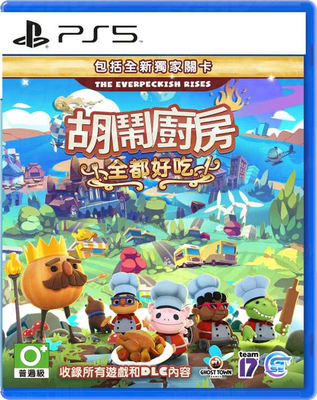 PS5
包括全新獨家關卡
THE EVERPECKISH RISES
胡鬧廚房
全都好吃
普遍級
收錄所有遊戲和DLC內容
GHOST TOWN
team
17